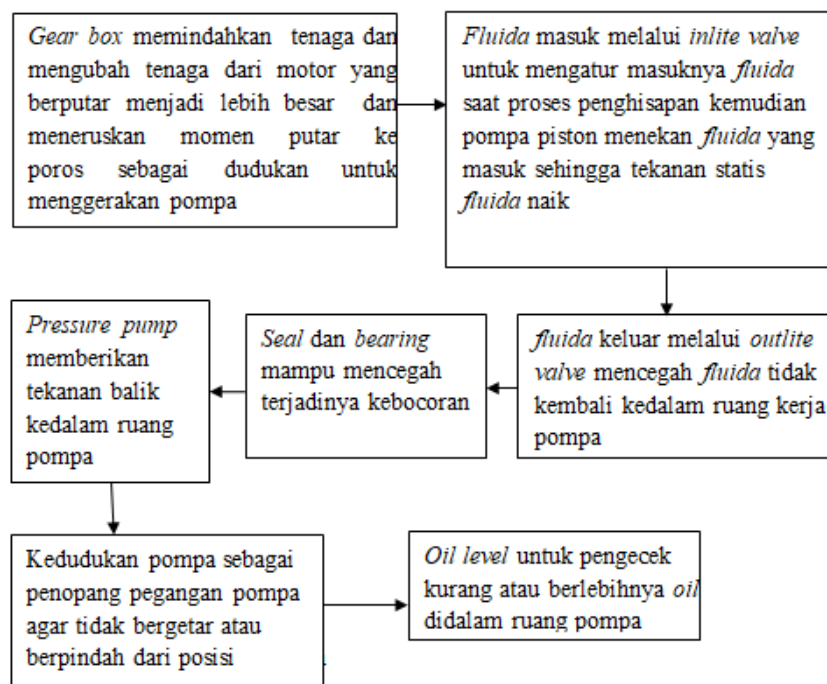 Gear box memindahkan tenaga dan
mengubah tenaga dari motor yang
berputar menjadi lebih besar dan
meneruskan momen putar ke
poros sebagai dudukan untuk
menggerakan pompa
Fluida masuk melalui inlite valve
untuk mengatur masuknya fluida
saat proses penghisapan kemudian
pompa piston menekan fluida yang
masuk sehingga tekanan statis
fluida naik
fluida keluar melalui outlite
valve mencegah fluida tidak
kembali kedalam ruang kerja
pompa
Seal dan bearing
mampu mencegah
terjadinya kebocoran
Pressure pump
memberikan
tekanan balik
kedalam ruang
pompa
Kedudukan pompa sebagai
penopang pegangan pompa
agar tidak bergetar atau
berpindah dari posisi
Oil level untuk pengecek
kurang atau berlebihnya oil
didalam ruang pompa